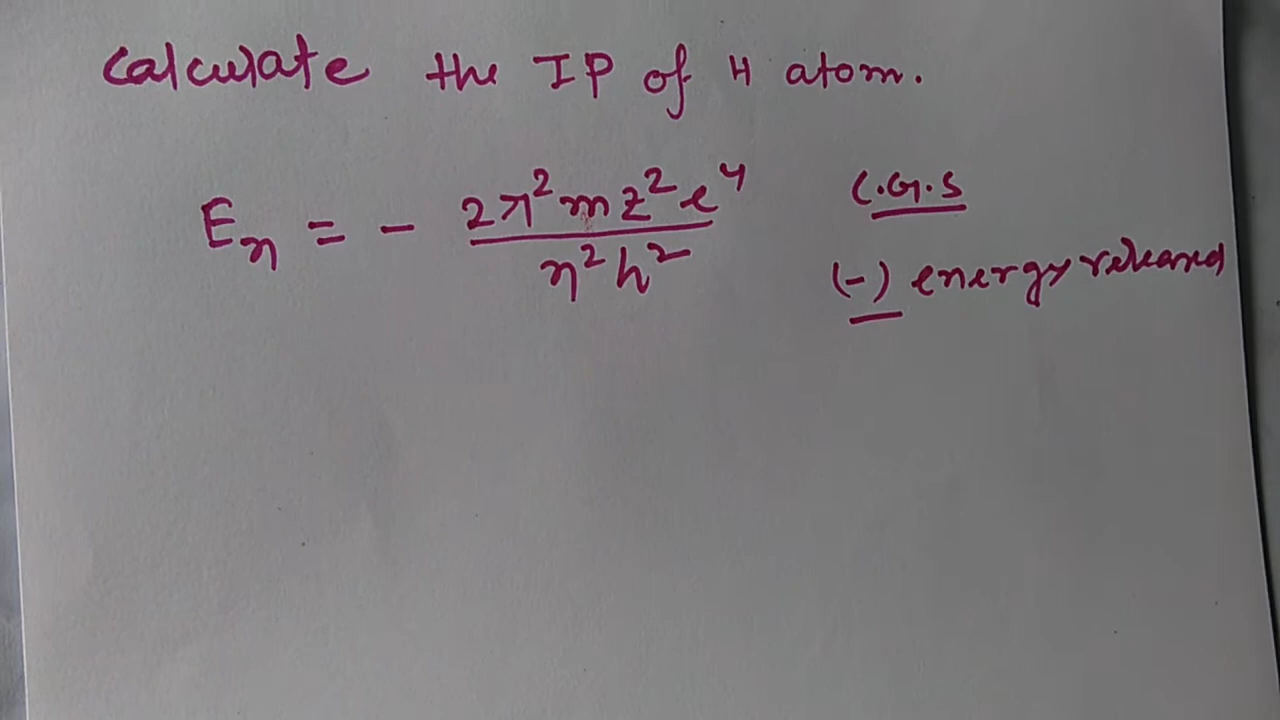 Calculate the IP of H atom.
Eₙ = - 2π²mz²e⁴ / n²h²
C.G.S
(-) energy released